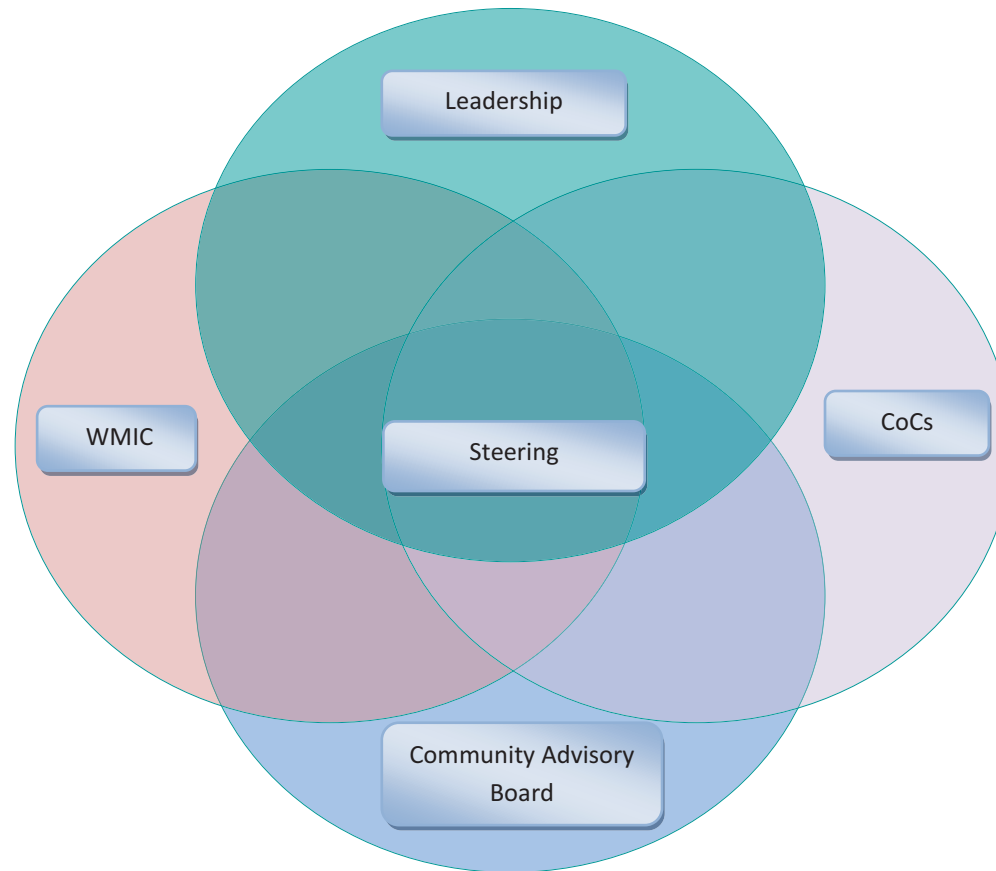 Leadership
WMIC
CoCs
Steering
Community Advisory
Board